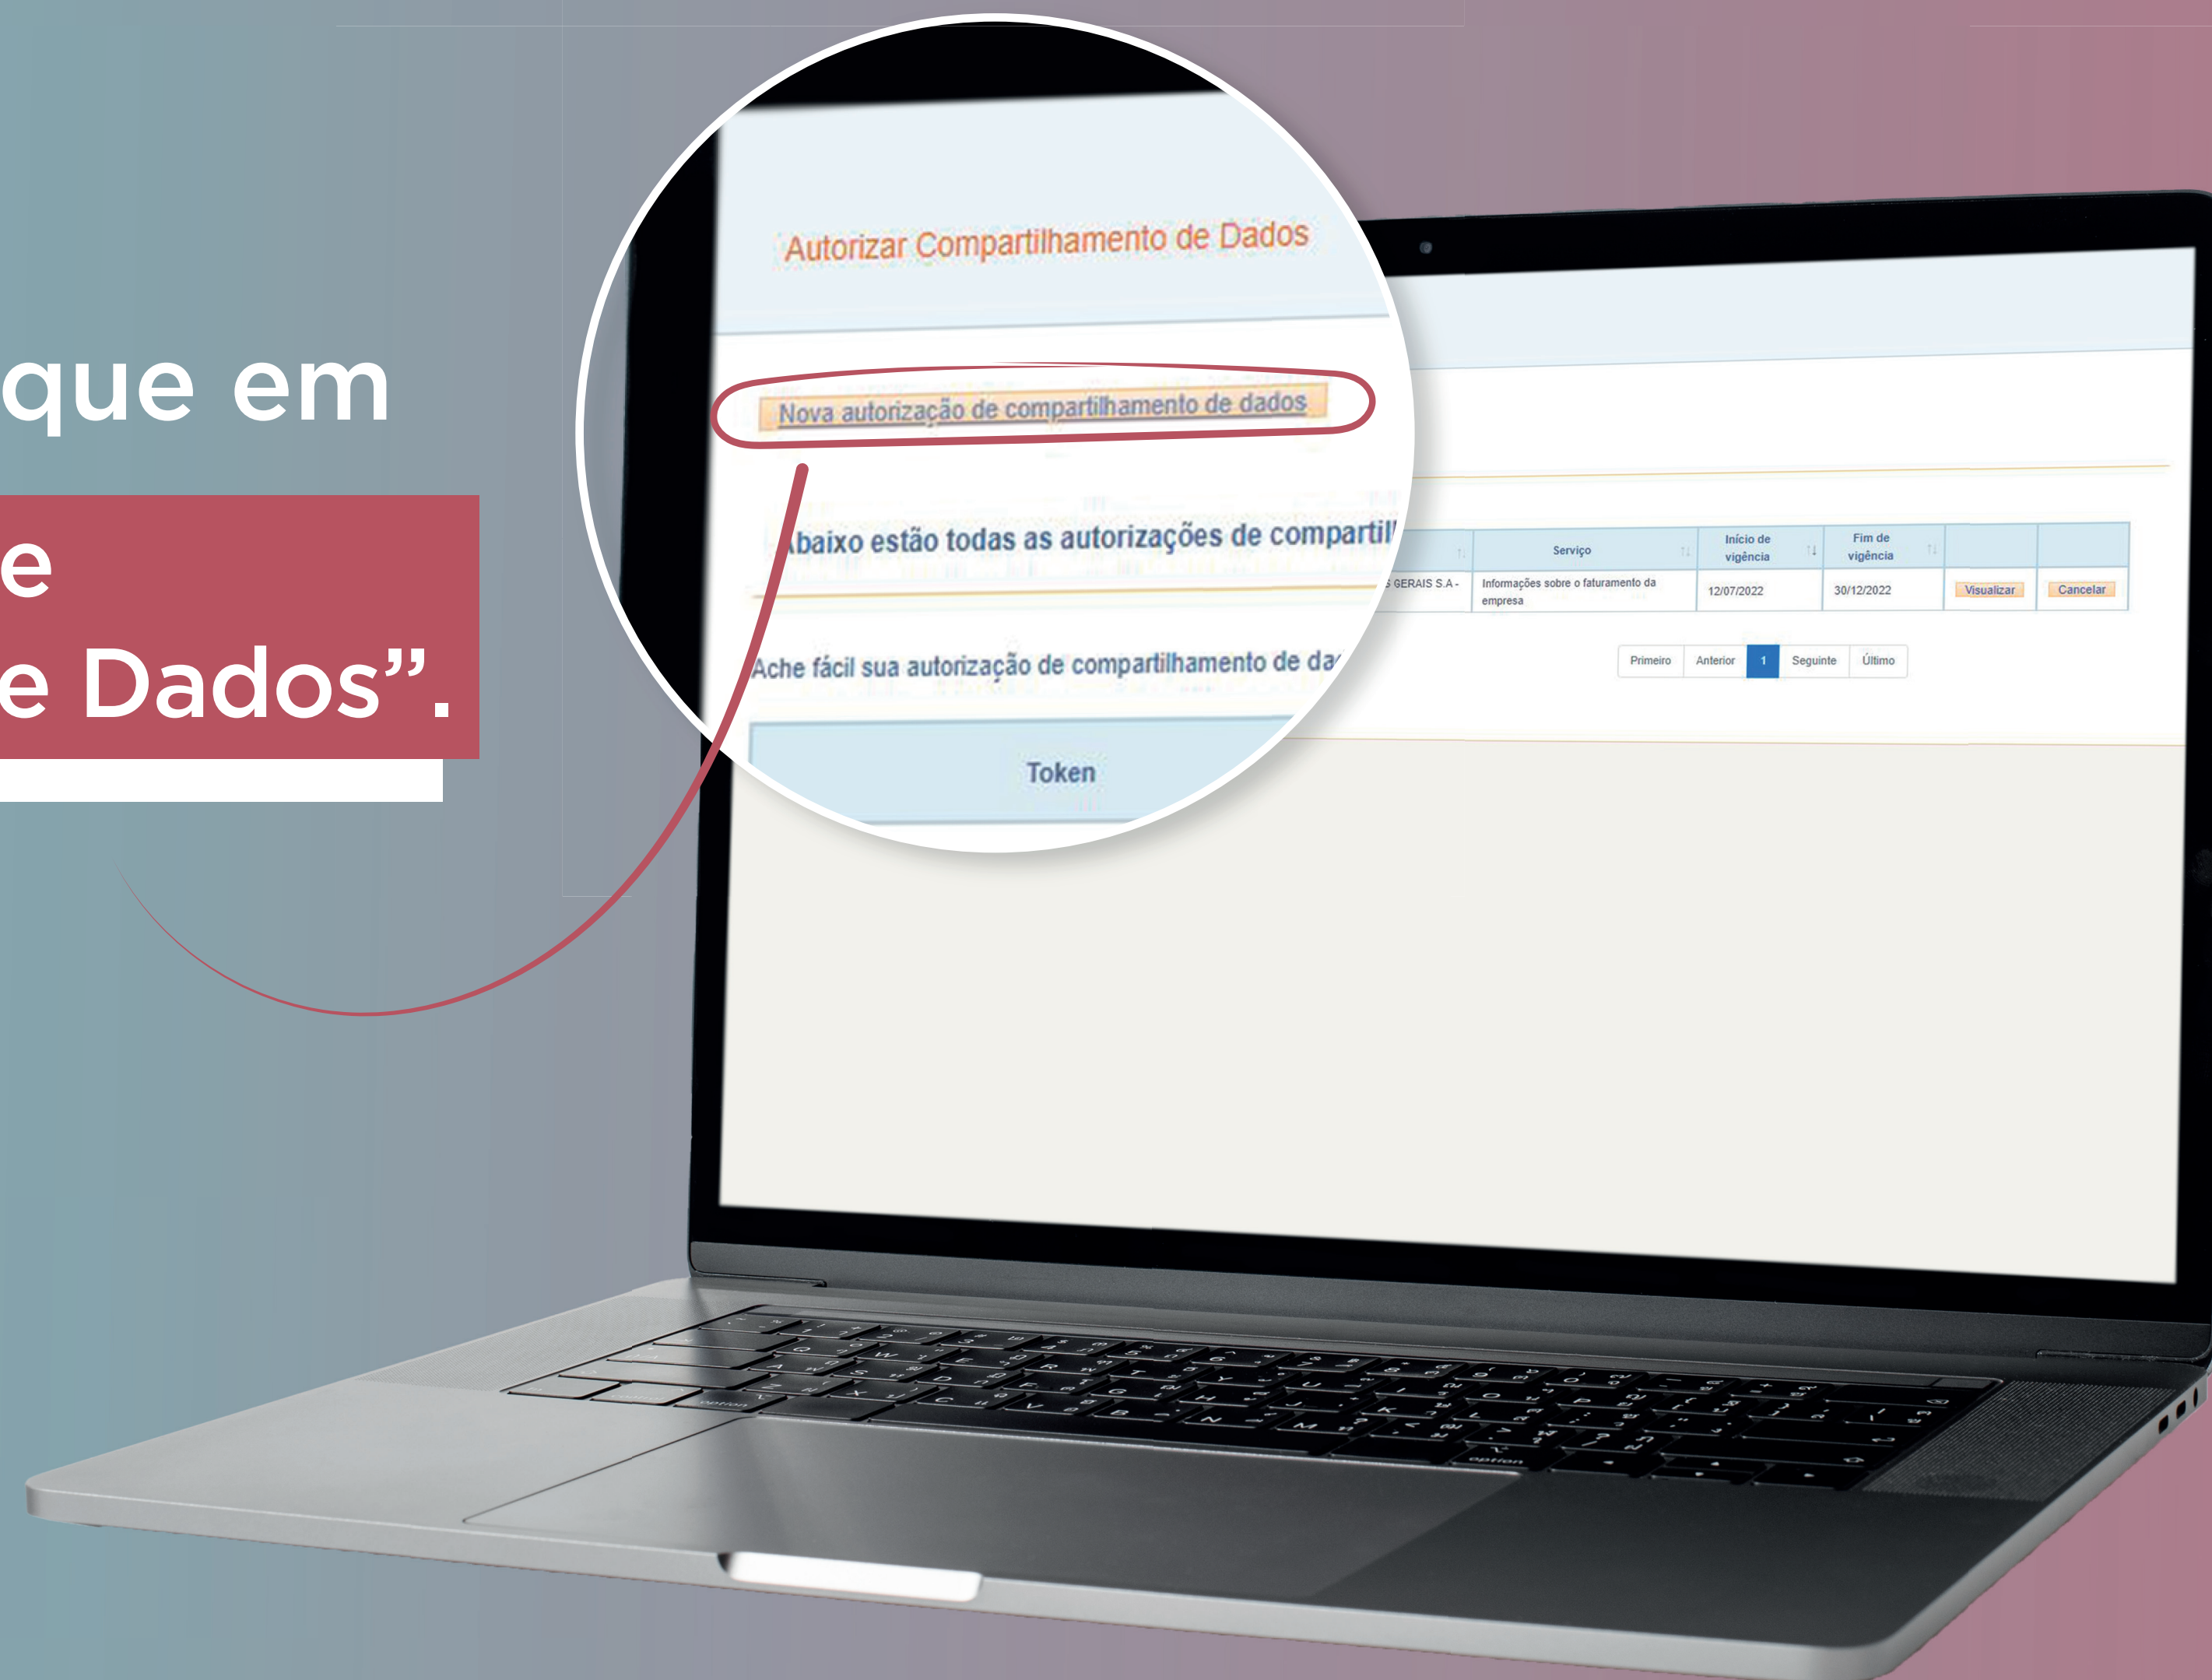 que em
e
e Dados”.
Autorizar Compartilhamento de Dados
Nova autorização de compartilhamento de dados
baixo estão todas as autorizações de compartil
Ache fácil sua autorização de compartilhamento de da
Token
Serviço
Início de
vigência
Fim de
vigência
S GERAIS S.A -
Informações sobre o faturamento da
empresa
12/07/2022
30/12/2022
Visualizar
Cancelar
Primeiro Anterior 1 Seguinte Último
option
option